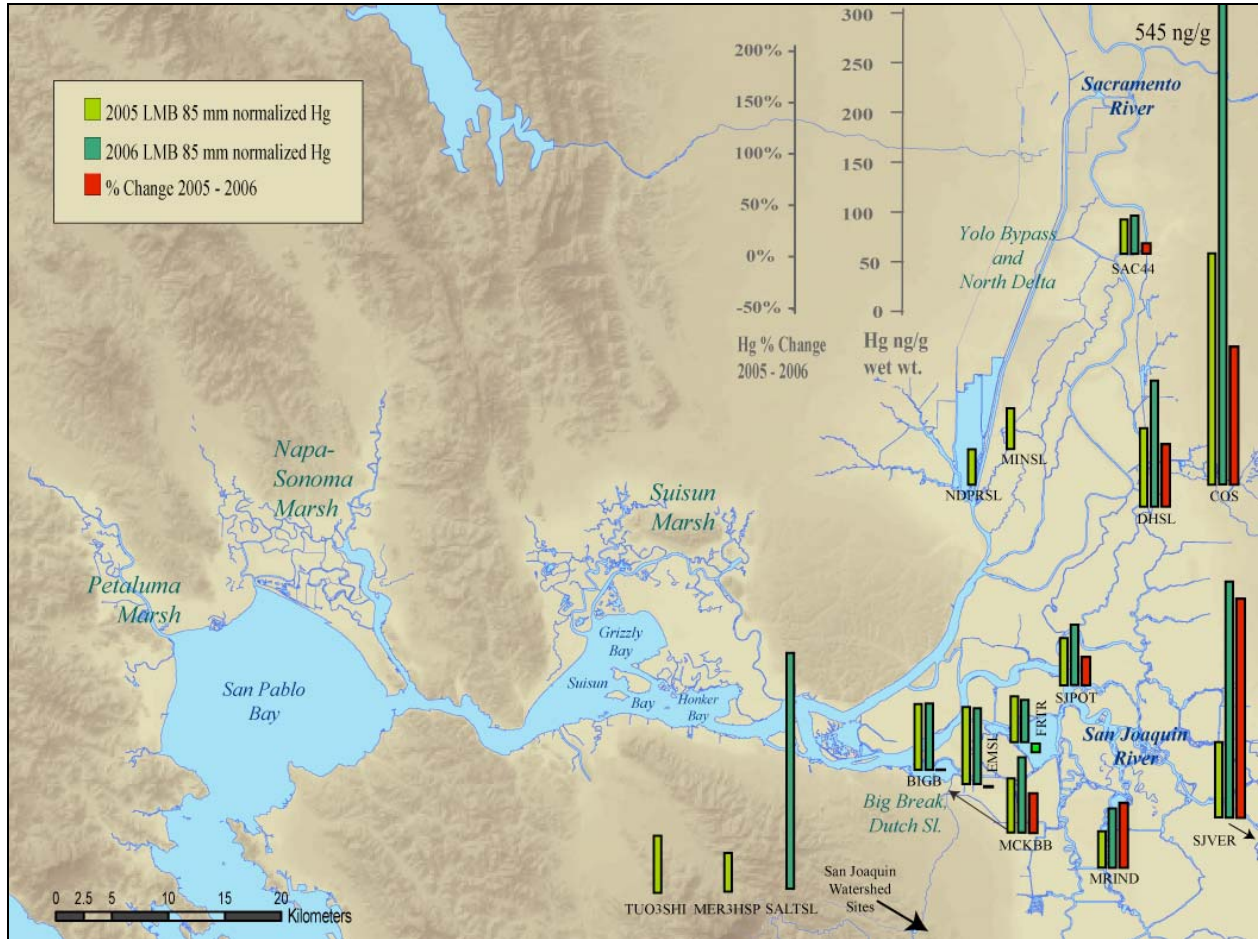 2005 LMB 85 mm normalized Hg
2006 LMB 85 mm normalized Hg
% Change 2005 - 2006
200%
150%
100%
50%
0%
-50%
Hg % Change
2005 - 2006
300
250
200
150
100
50
0
Hg ng/g
wet wt.
545 ng/g
Sacramento
River
Yolo Bypass
and
North Delta
SAC44
MINSL
NDPRSL
DHSL
COS
Napa-
Sonoma
Marsh
Suisun
Marsh
Petaluma
Marsh
Grizzly
Bay
Suisun
Bay
Honker
Bay
San Pablo
Bay
SJPOT
FRTR
EMSL
BIGB
San Joaquin
River
Big Break,
Dutch Sl.
MCKBB
MRIND
SJVER
San Joaquin
Watershed
Sites
TUO3SHI
MER3HSP
SALTSL
0 2.5 5 10 15 20
Kilometers